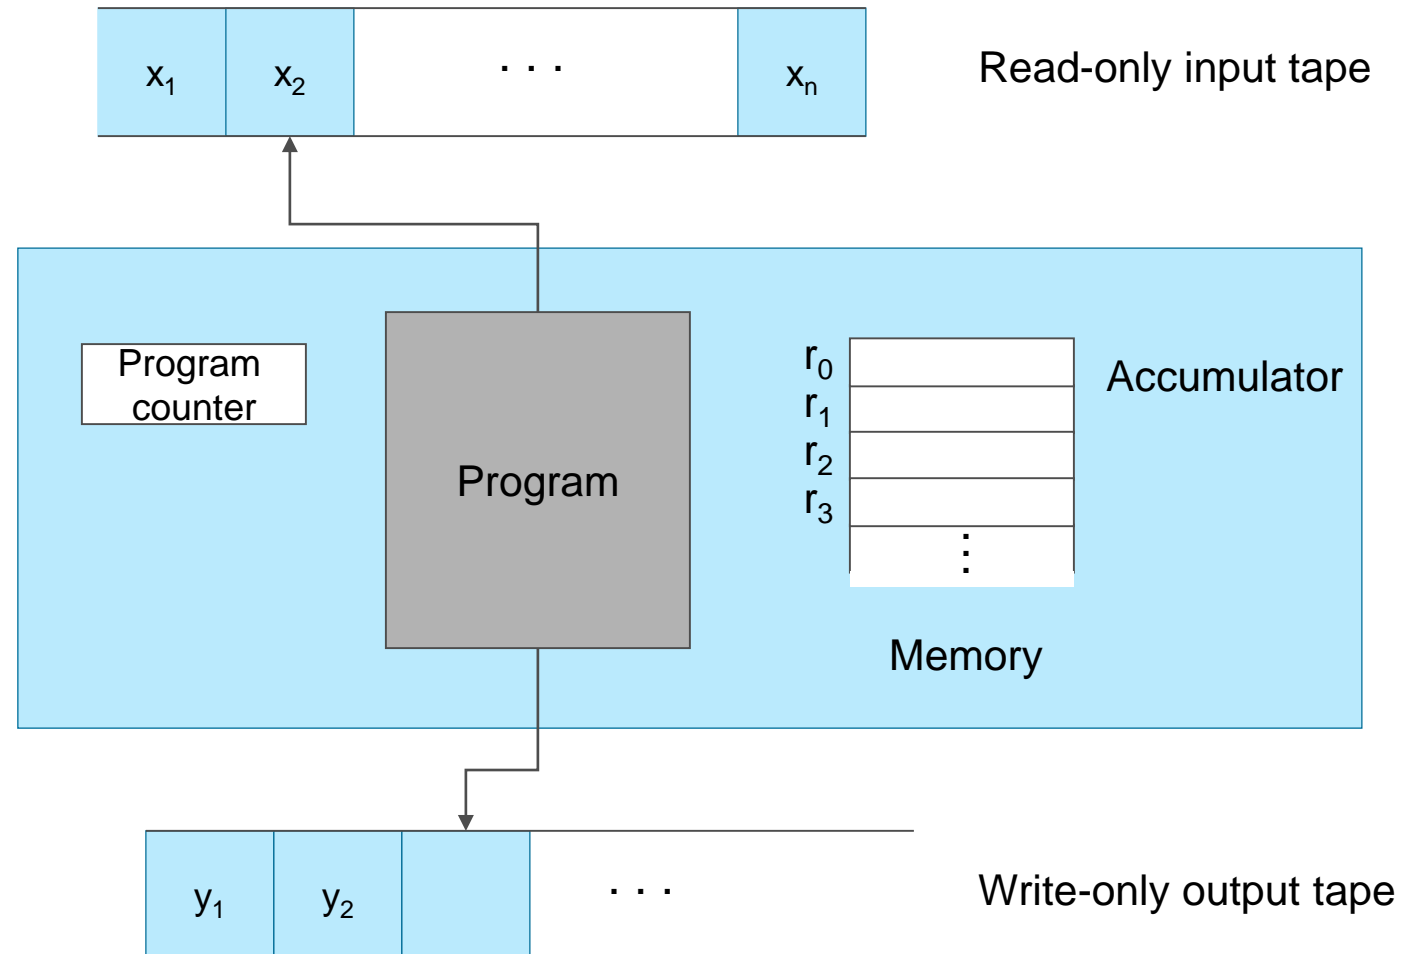 x₁ x₂ . . . xₙ Read-only input tape
Program
counter
Program
r₀ Accumulator
r₁
r₂
r₃
⋮
Memory
y₁ y₂ . . . Write-only output tape